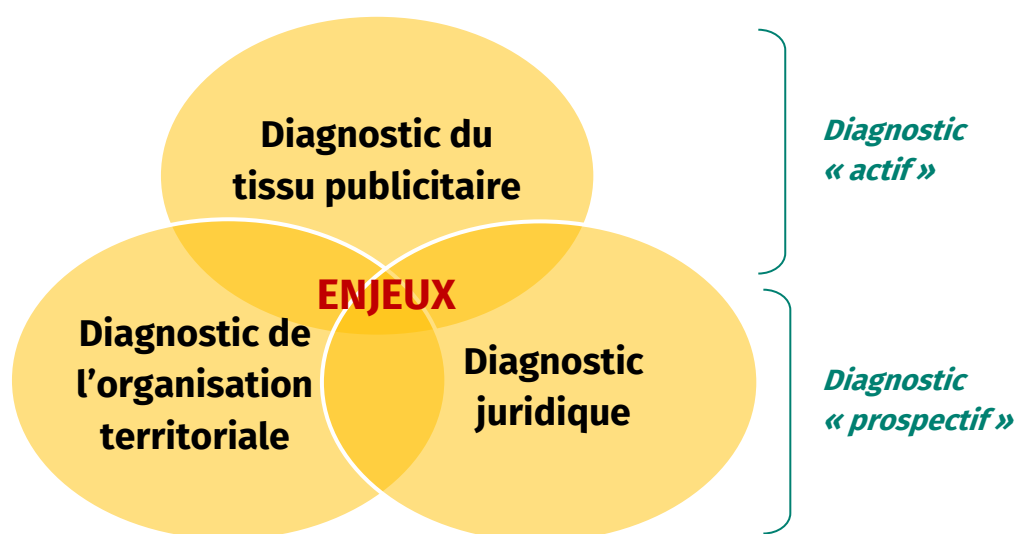 Diagnostic du
tissu publicitaire
Diagnostic
« actif »
ENJEUX
Diagnostic de
l’organisation
territoriale
Diagnostic
juridique
Diagnostic
« prospectif »